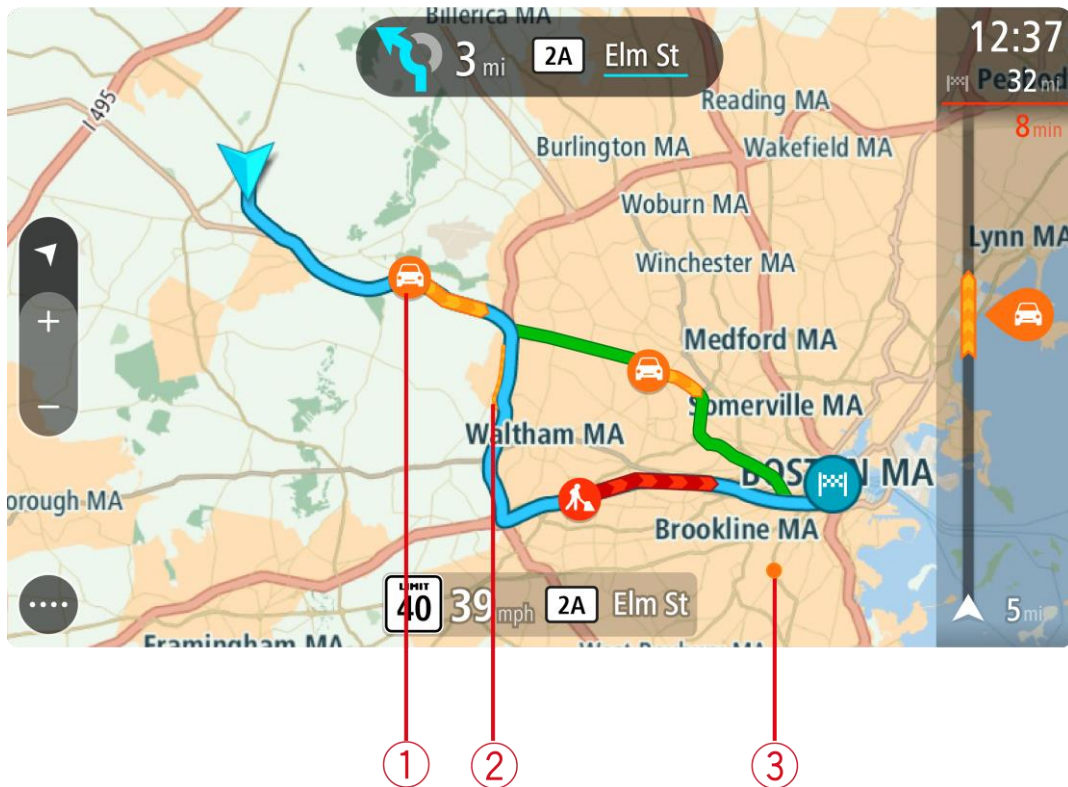 Billerica MA
12:37
3 mi 2A Elm St
32 mi
Peabod
8 min
I 495
Reading MA
Burlington MA
Wakefield MA
Woburn MA
Lynn MA
Winchester MA
Medford MA
Somerville MA
Waltham MA
BOSTON MA
orough MA
Brookline MA
LIMIT
40 39 mph 2A Elm St
5 mi
Framingham MA
1 2 3